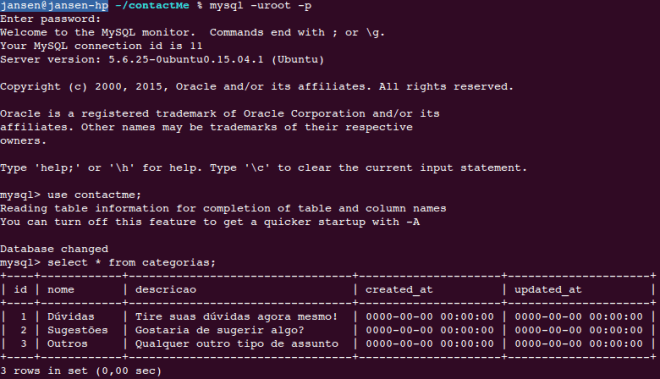 jansen@jansen-hp ~/contactMe % mysql -uroot -p
Enter password:
Welcome to the MySQL monitor.  Commands end with ; or \g.
Your MySQL connection id is 11
Server version: 5.6.25-0ubuntu0.15.04.1 (Ubuntu)

Copyright (c) 2000, 2015, Oracle and/or its affiliates. All rights reserved.

Oracle is a registered trademark of Oracle Corporation and/or its
affiliates. Other names may be trademarks of their respective
owners.

Type 'help;' or '\h' for help. Type '\c' to clear the current input statement.

mysql> use contactme;
Reading table information for completion of table and column names
You can turn off this feature to get a quicker startup with -A

Database changed
mysql> select * from categorias;
+----+------------+----------------------------------+---------------------+---------------------+
| id | nome       | descricao                        | created_at          | updated_at          |
+----+------------+----------------------------------+---------------------+---------------------+
|  1 | Dúvidas    | Tire suas dúvidas agora mesmo!   | 0000-00-00 00:00:00 | 0000-00-00 00:00:00 |
|  2 | Sugestões  | Gostaria de sugerir algo?        | 0000-00-00 00:00:00 | 0000-00-00 00:00:00 |
|  3 | Outros     | Qualquer outro tipo de assunto   | 0000-00-00 00:00:00 | 0000-00-00 00:00:00 |
+----+------------+----------------------------------+---------------------+---------------------+
3 rows in set (0,00 sec)